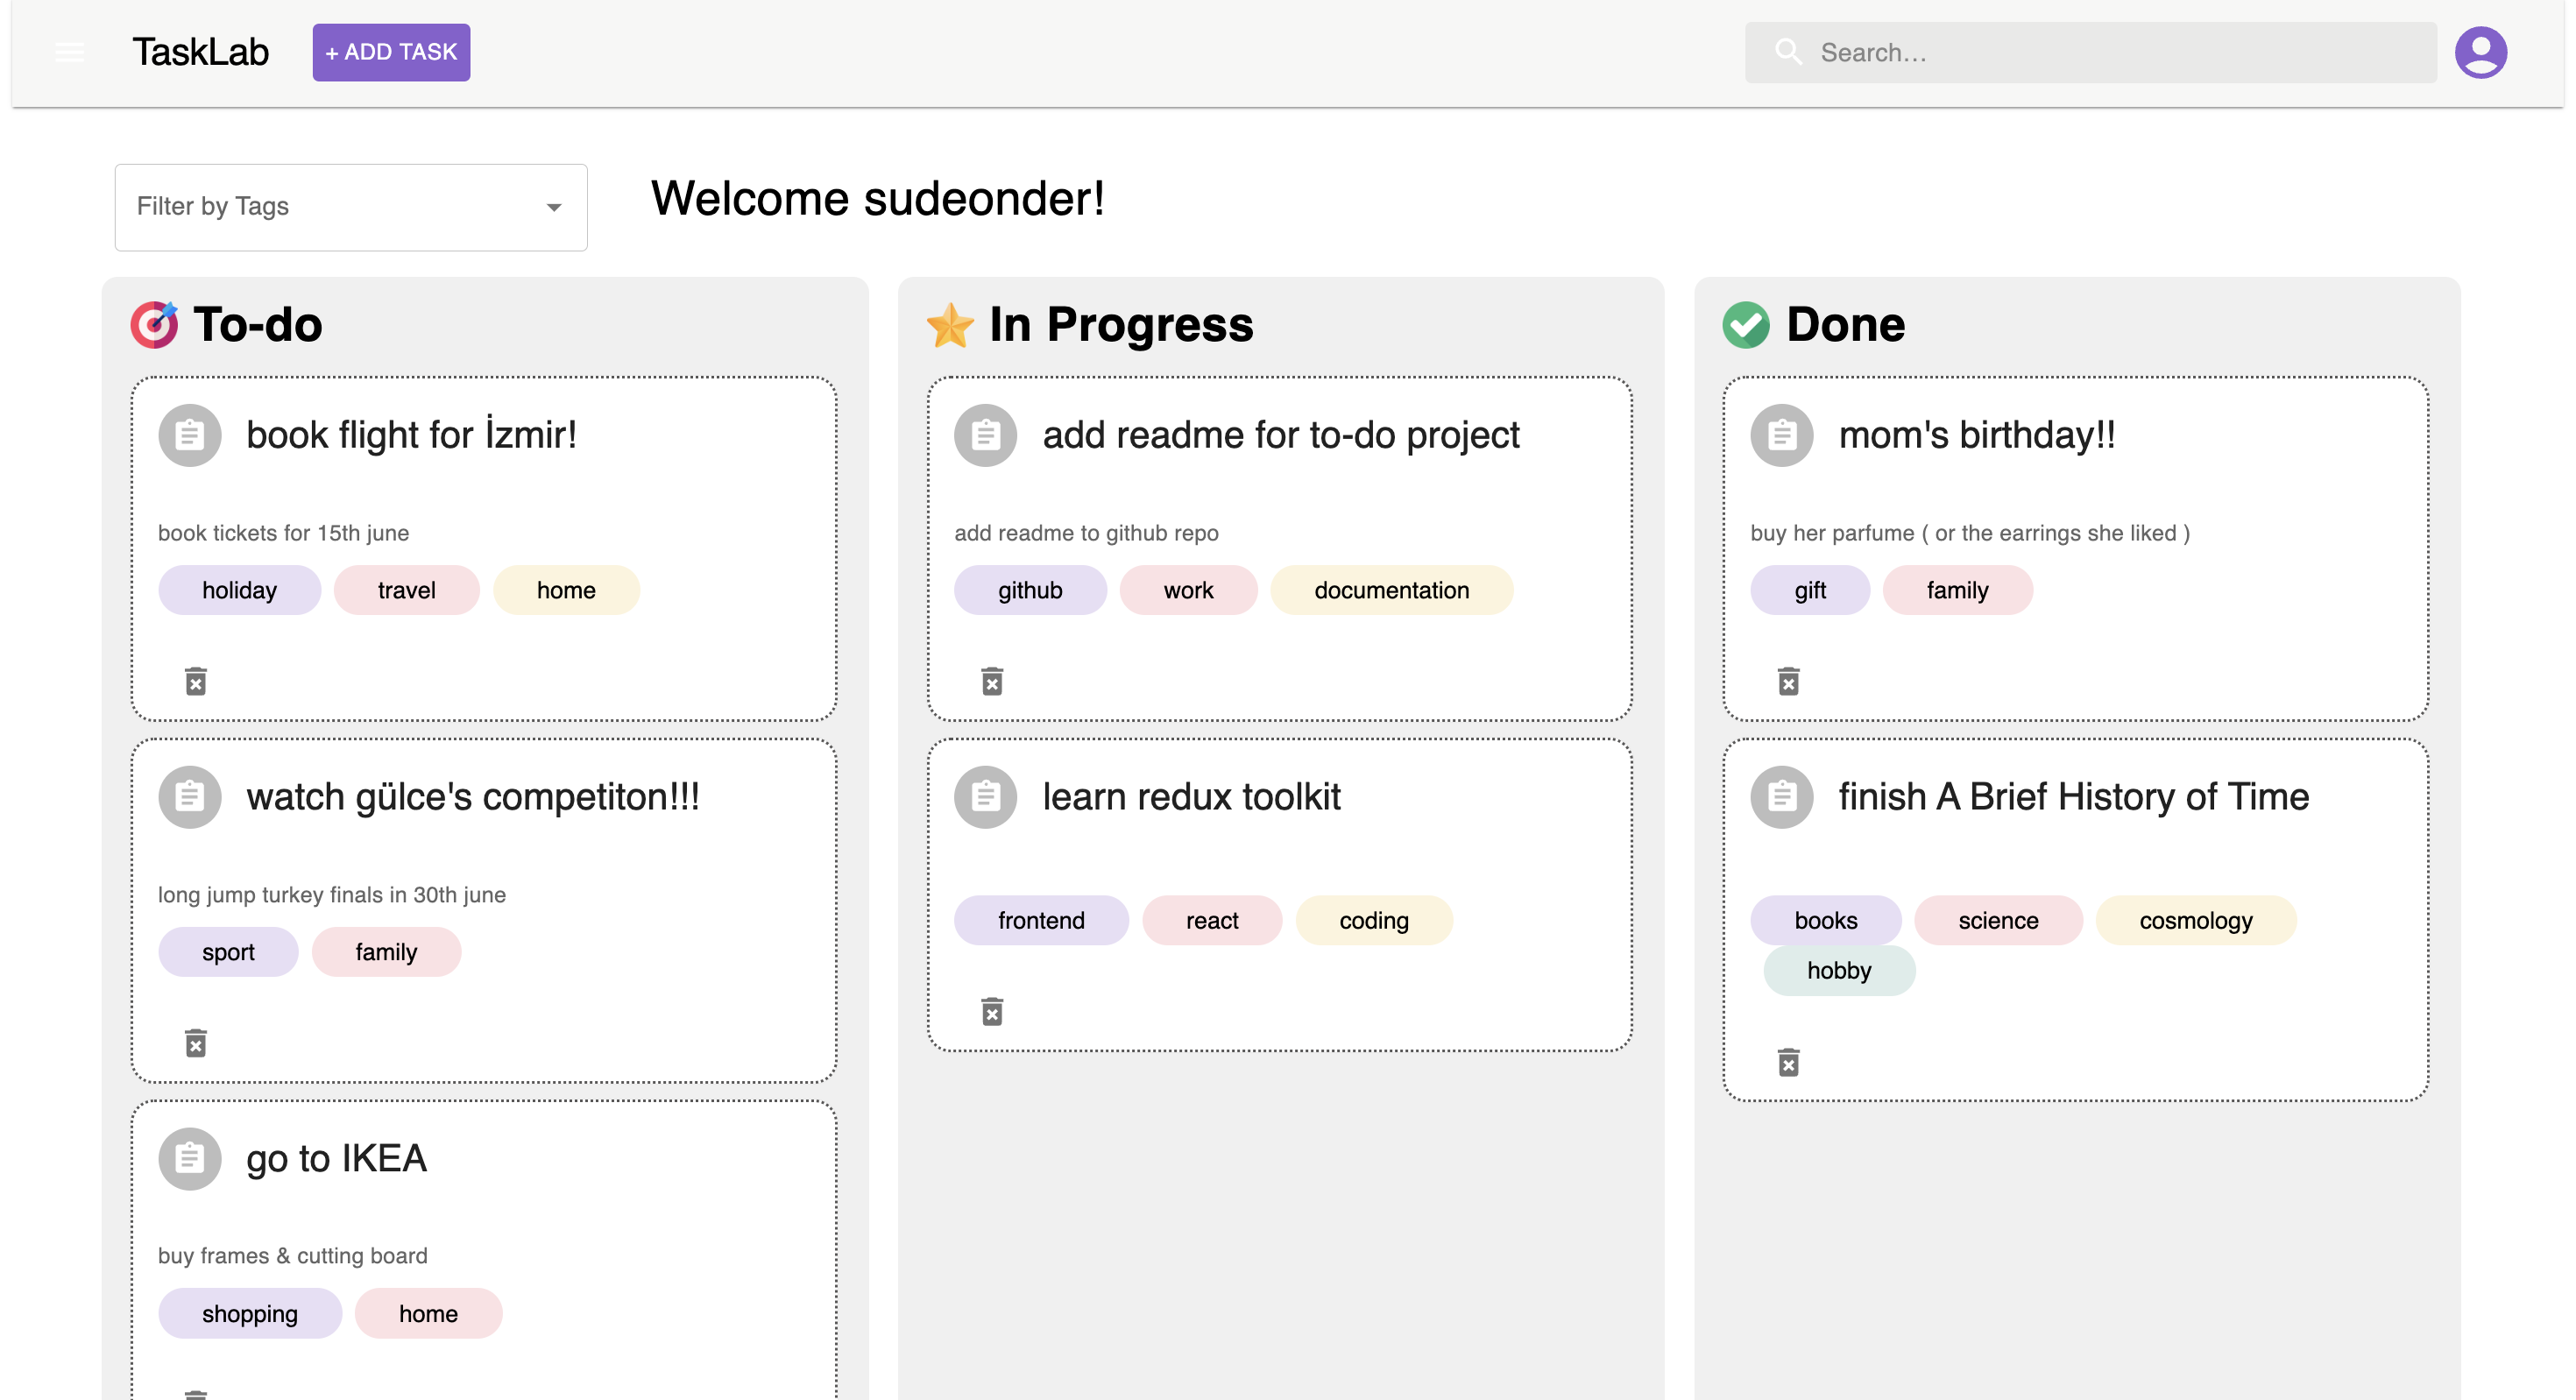 TaskLab
+ ADD TASK
Search...
Filter by Tags
Welcome sudeonder!
To-do
book flight for İzmir!
book tickets for 15th june
holiday travel home
watch gülce's competiton!!!
long jump turkey finals in 30th june
sport family
go to IKEA
buy frames & cutting board
shopping home
In Progress
add readme for to-do project
add readme to github repo
github work documentation
learn redux toolkit
frontend react coding
Done
mom's birthday!!
buy her parfume ( or the earrings she liked )
gift family
finish A Brief History of Time
books science cosmology
hobby